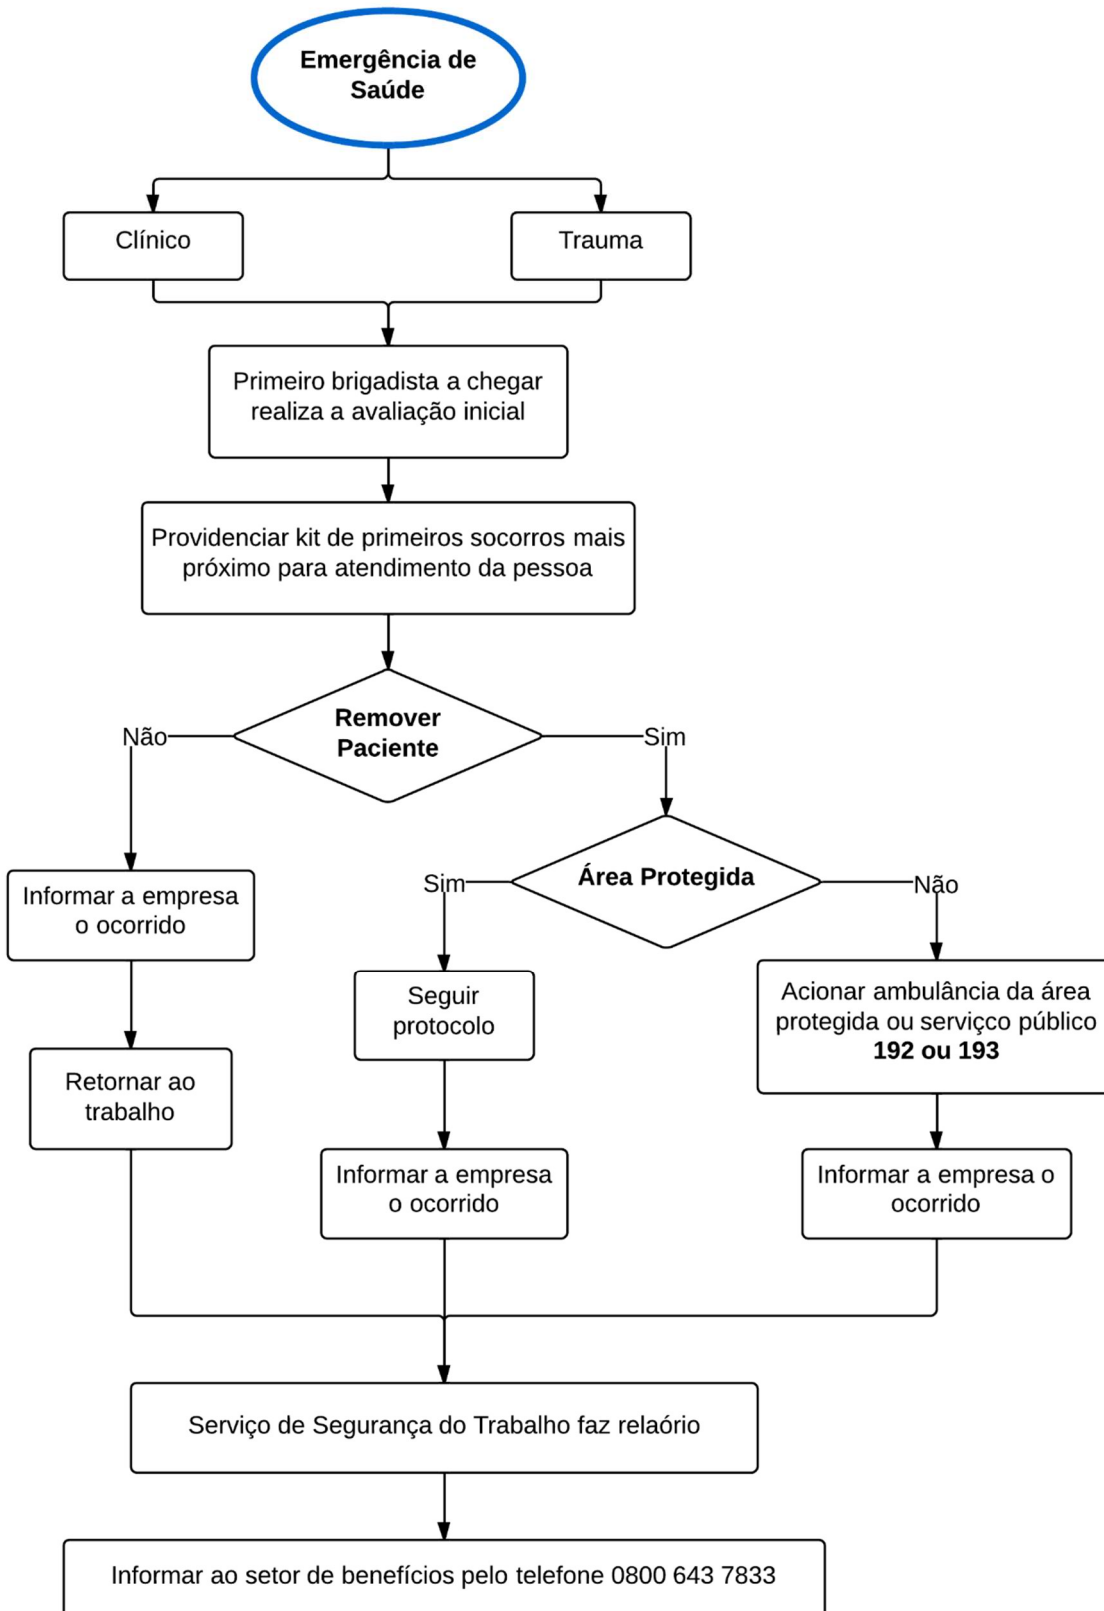 Emergência de
Saúde
Clínico
Trauma
Primeiro brigadista a chegar
realiza a avaliação inicial
Providenciar kit de primeiros socorros mais
próximo para atendimento da pessoa
Remover
Paciente
Não
Sim
Área Protegida
Sim
Não
Informar a empresa
o ocorrido
Seguir
protocolo
Acionar ambulância da área
protegida ou serviçco público
192 ou 193
Retornar ao
trabalho
Informar a empresa
o ocorrido
Informar a empresa o
ocorrido
Serviço de Segurança do Trabalho faz relaório
Informar ao setor de benefícios pelo telefone 0800 643 7833